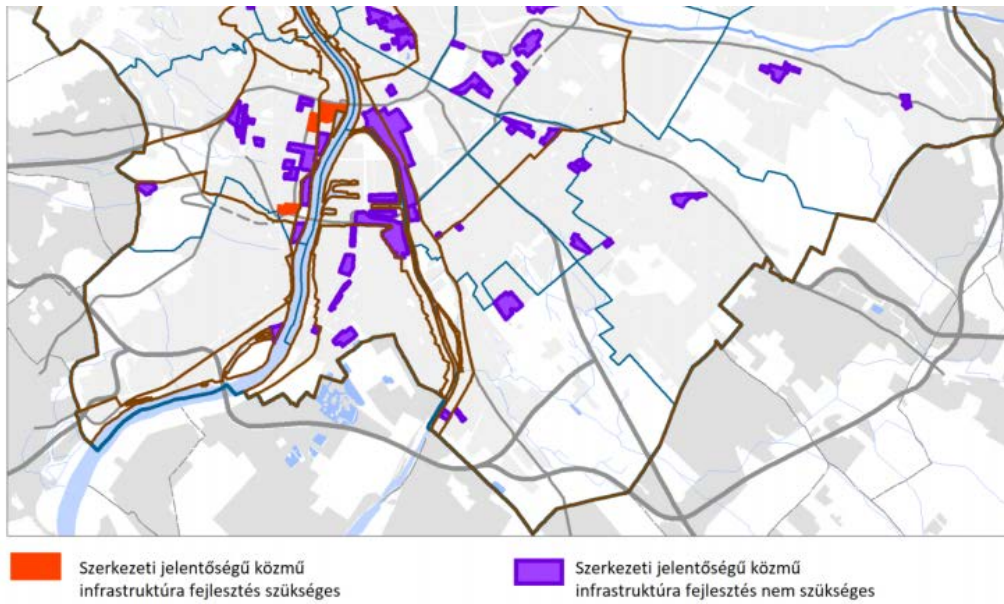 Szerkezeti jelentőségű közmű
infrastruktúra fejlesztés szükséges
Szerkezeti jelentőségű közmű
infrastruktúra fejlesztés nem szükséges